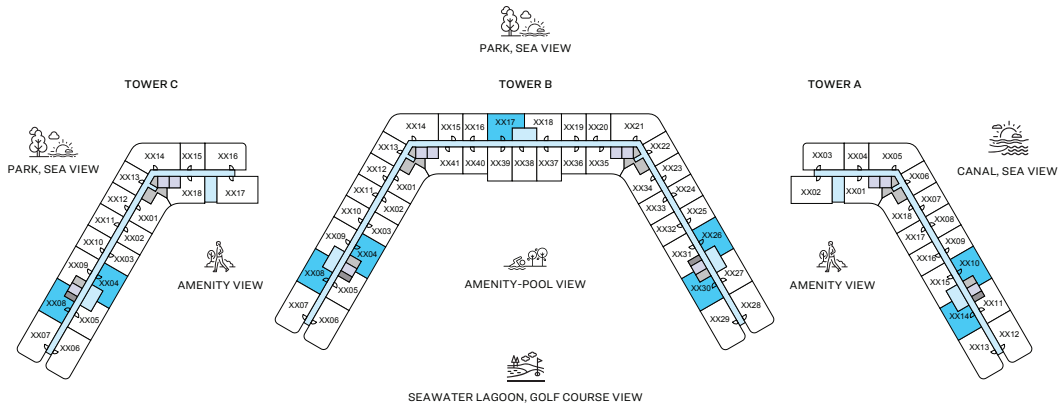 PARK, SEA VIEW
TOWER C
TOWER B
TOWER A
PARK, SEA VIEW
CANAL, SEA VIEW
AMENITY VIEW
AMENITY-POOL VIEW
AMENITY VIEW
SEAWATER LAGOON, GOLF COURSE VIEW
XX14
XX15
XX16
XX13
XX18
XX17
XX12
XX01
XX11
XX02
XX10
XX03
XX09
XX04
XX08
XX05
XX07
XX06
XX14
XX15
XX16
XX17
XX18
XX19
XX20
XX21
XX13
XX41
XX40
XX39
XX38
XX37
XX36
XX35
XX22
XX12
XX01
XX34
XX23
XX11
XX02
XX33
XX24
XX10
XX03
XX32
XX25
XX09
XX04
XX31
XX26
XX08
XX05
XX30
XX27
XX07
XX06
XX29
XX28
XX03
XX04
XX05
XX02
XX01
XX06
XX18
XX07
XX17
XX08
XX16
XX09
XX15
XX10
XX14
XX11
XX13
XX12